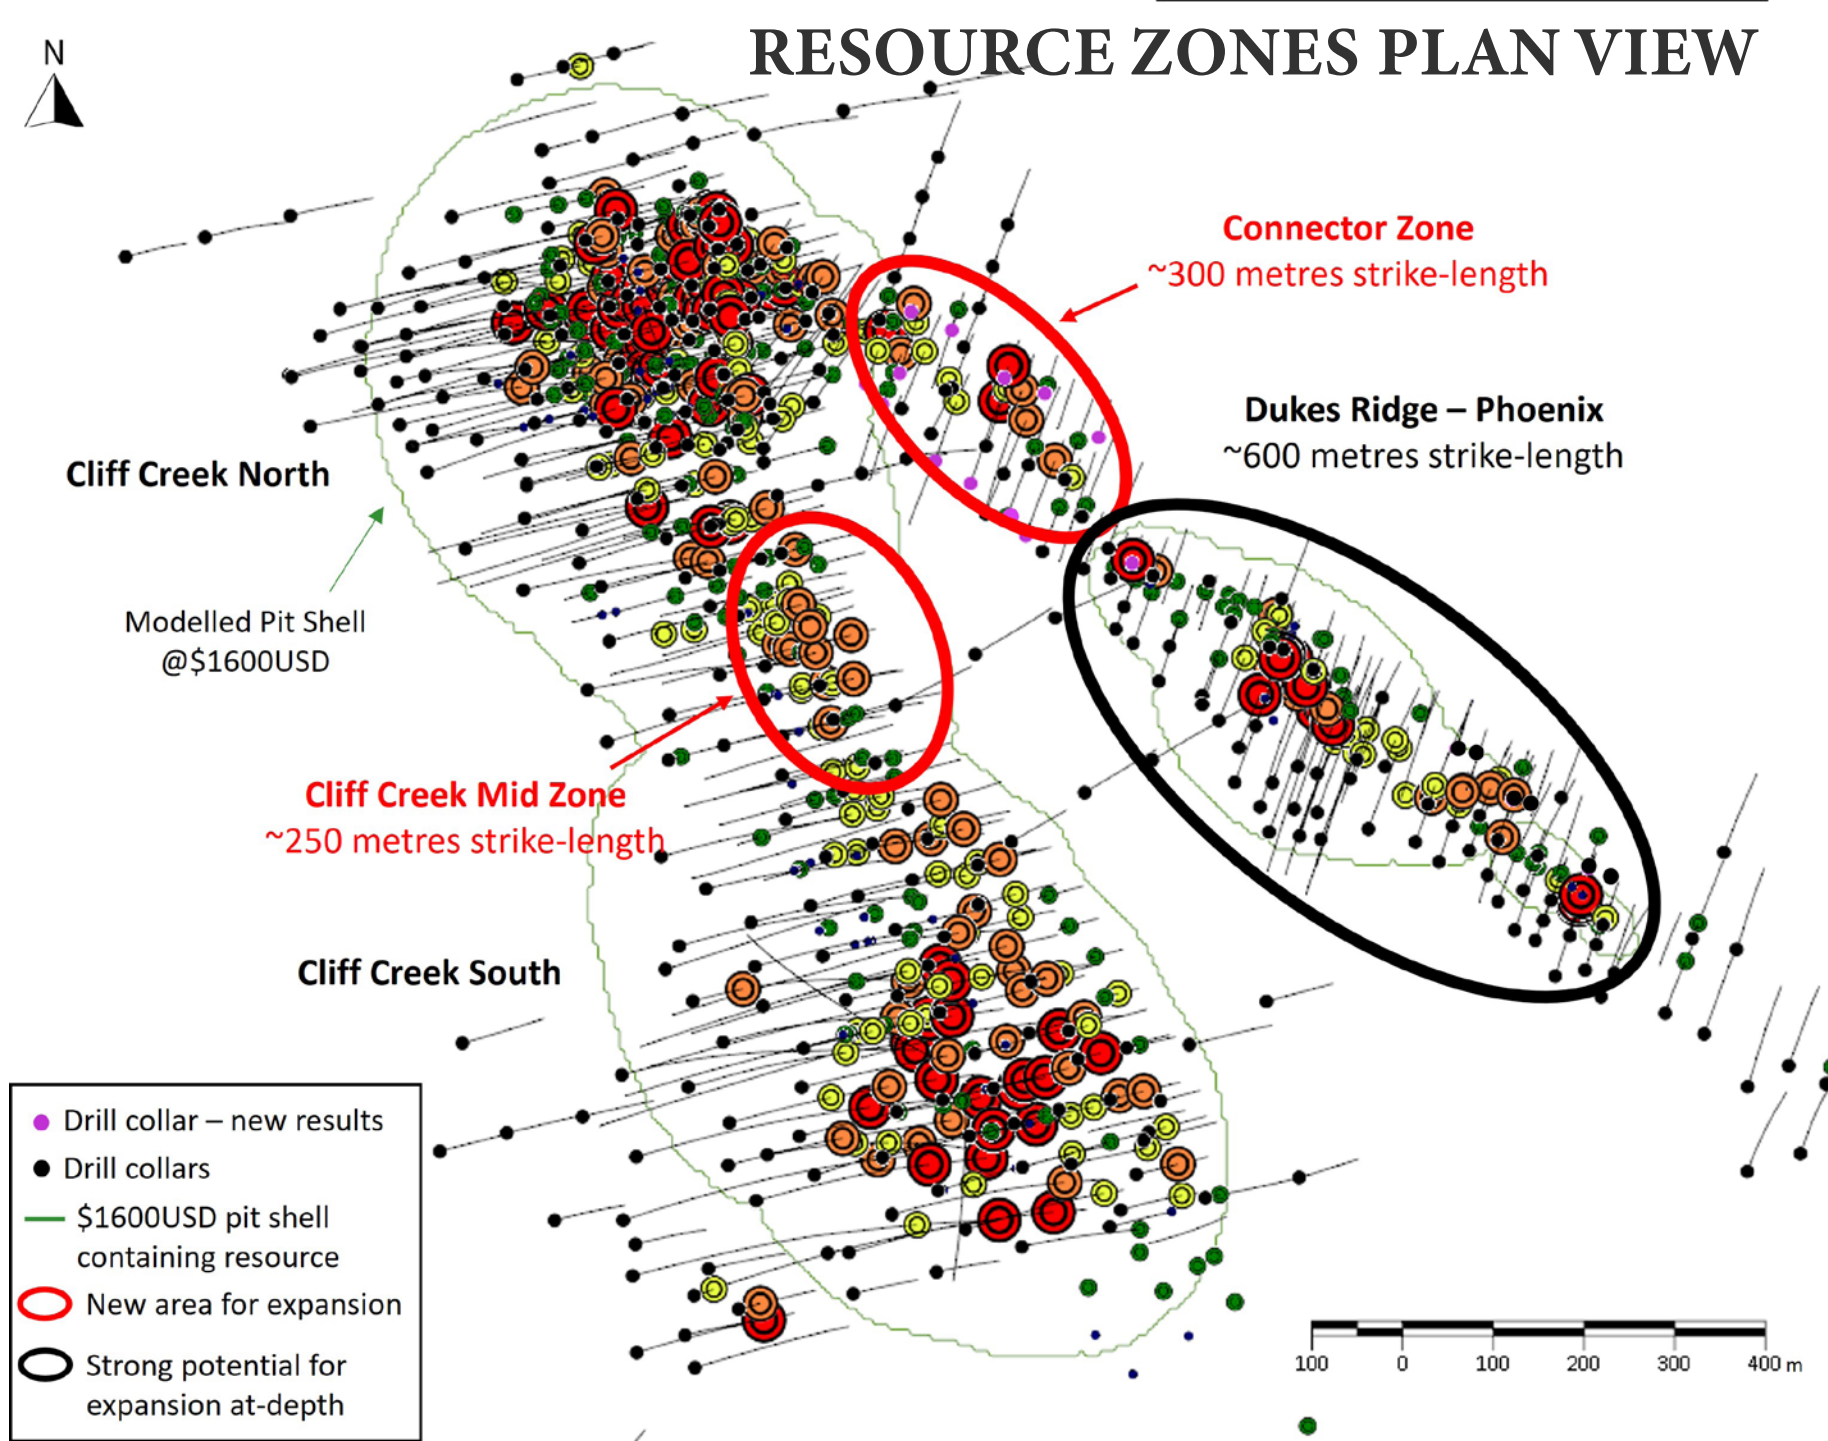 RESOURCE ZONES PLAN VIEW
N
Connector Zone
~300 metres strike-length
Dukes Ridge – Phoenix
~600 metres strike-length
Cliff Creek North
Modelled Pit Shell
@$1600USD
Cliff Creek Mid Zone
~250 metres strike-length
Cliff Creek South
Drill collar – new results
Drill collars
$1600USD pit shell
containing resource
New area for expansion
Strong potential for
expansion at-depth
100 0 100 200 300 400 m